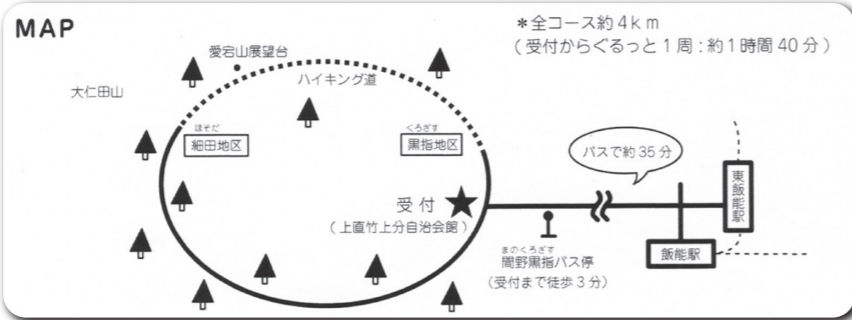 MAP
*全コース約4km
(受付からぐるっと1周:約1時間40分)
愛宕山展望台
ハイキング道
大仁田山
ほそだ
細田地区
くろざす
黒指地区
バスで約35分
東飯能駅
受付
(上直竹上分自治会館)
まのくろざす
間野黒指バス停
(受付まで徒歩3分)
飯能駅